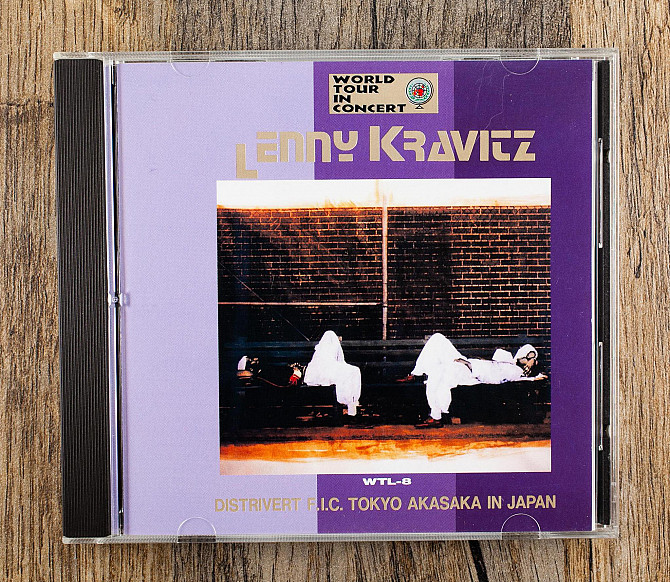 WORLD
TOUR
IN
CONCERT
LENNY KRAVITZ
WTL-8
DISTRIVERT F.I.C. TOKYO AKASAKA IN JAPAN